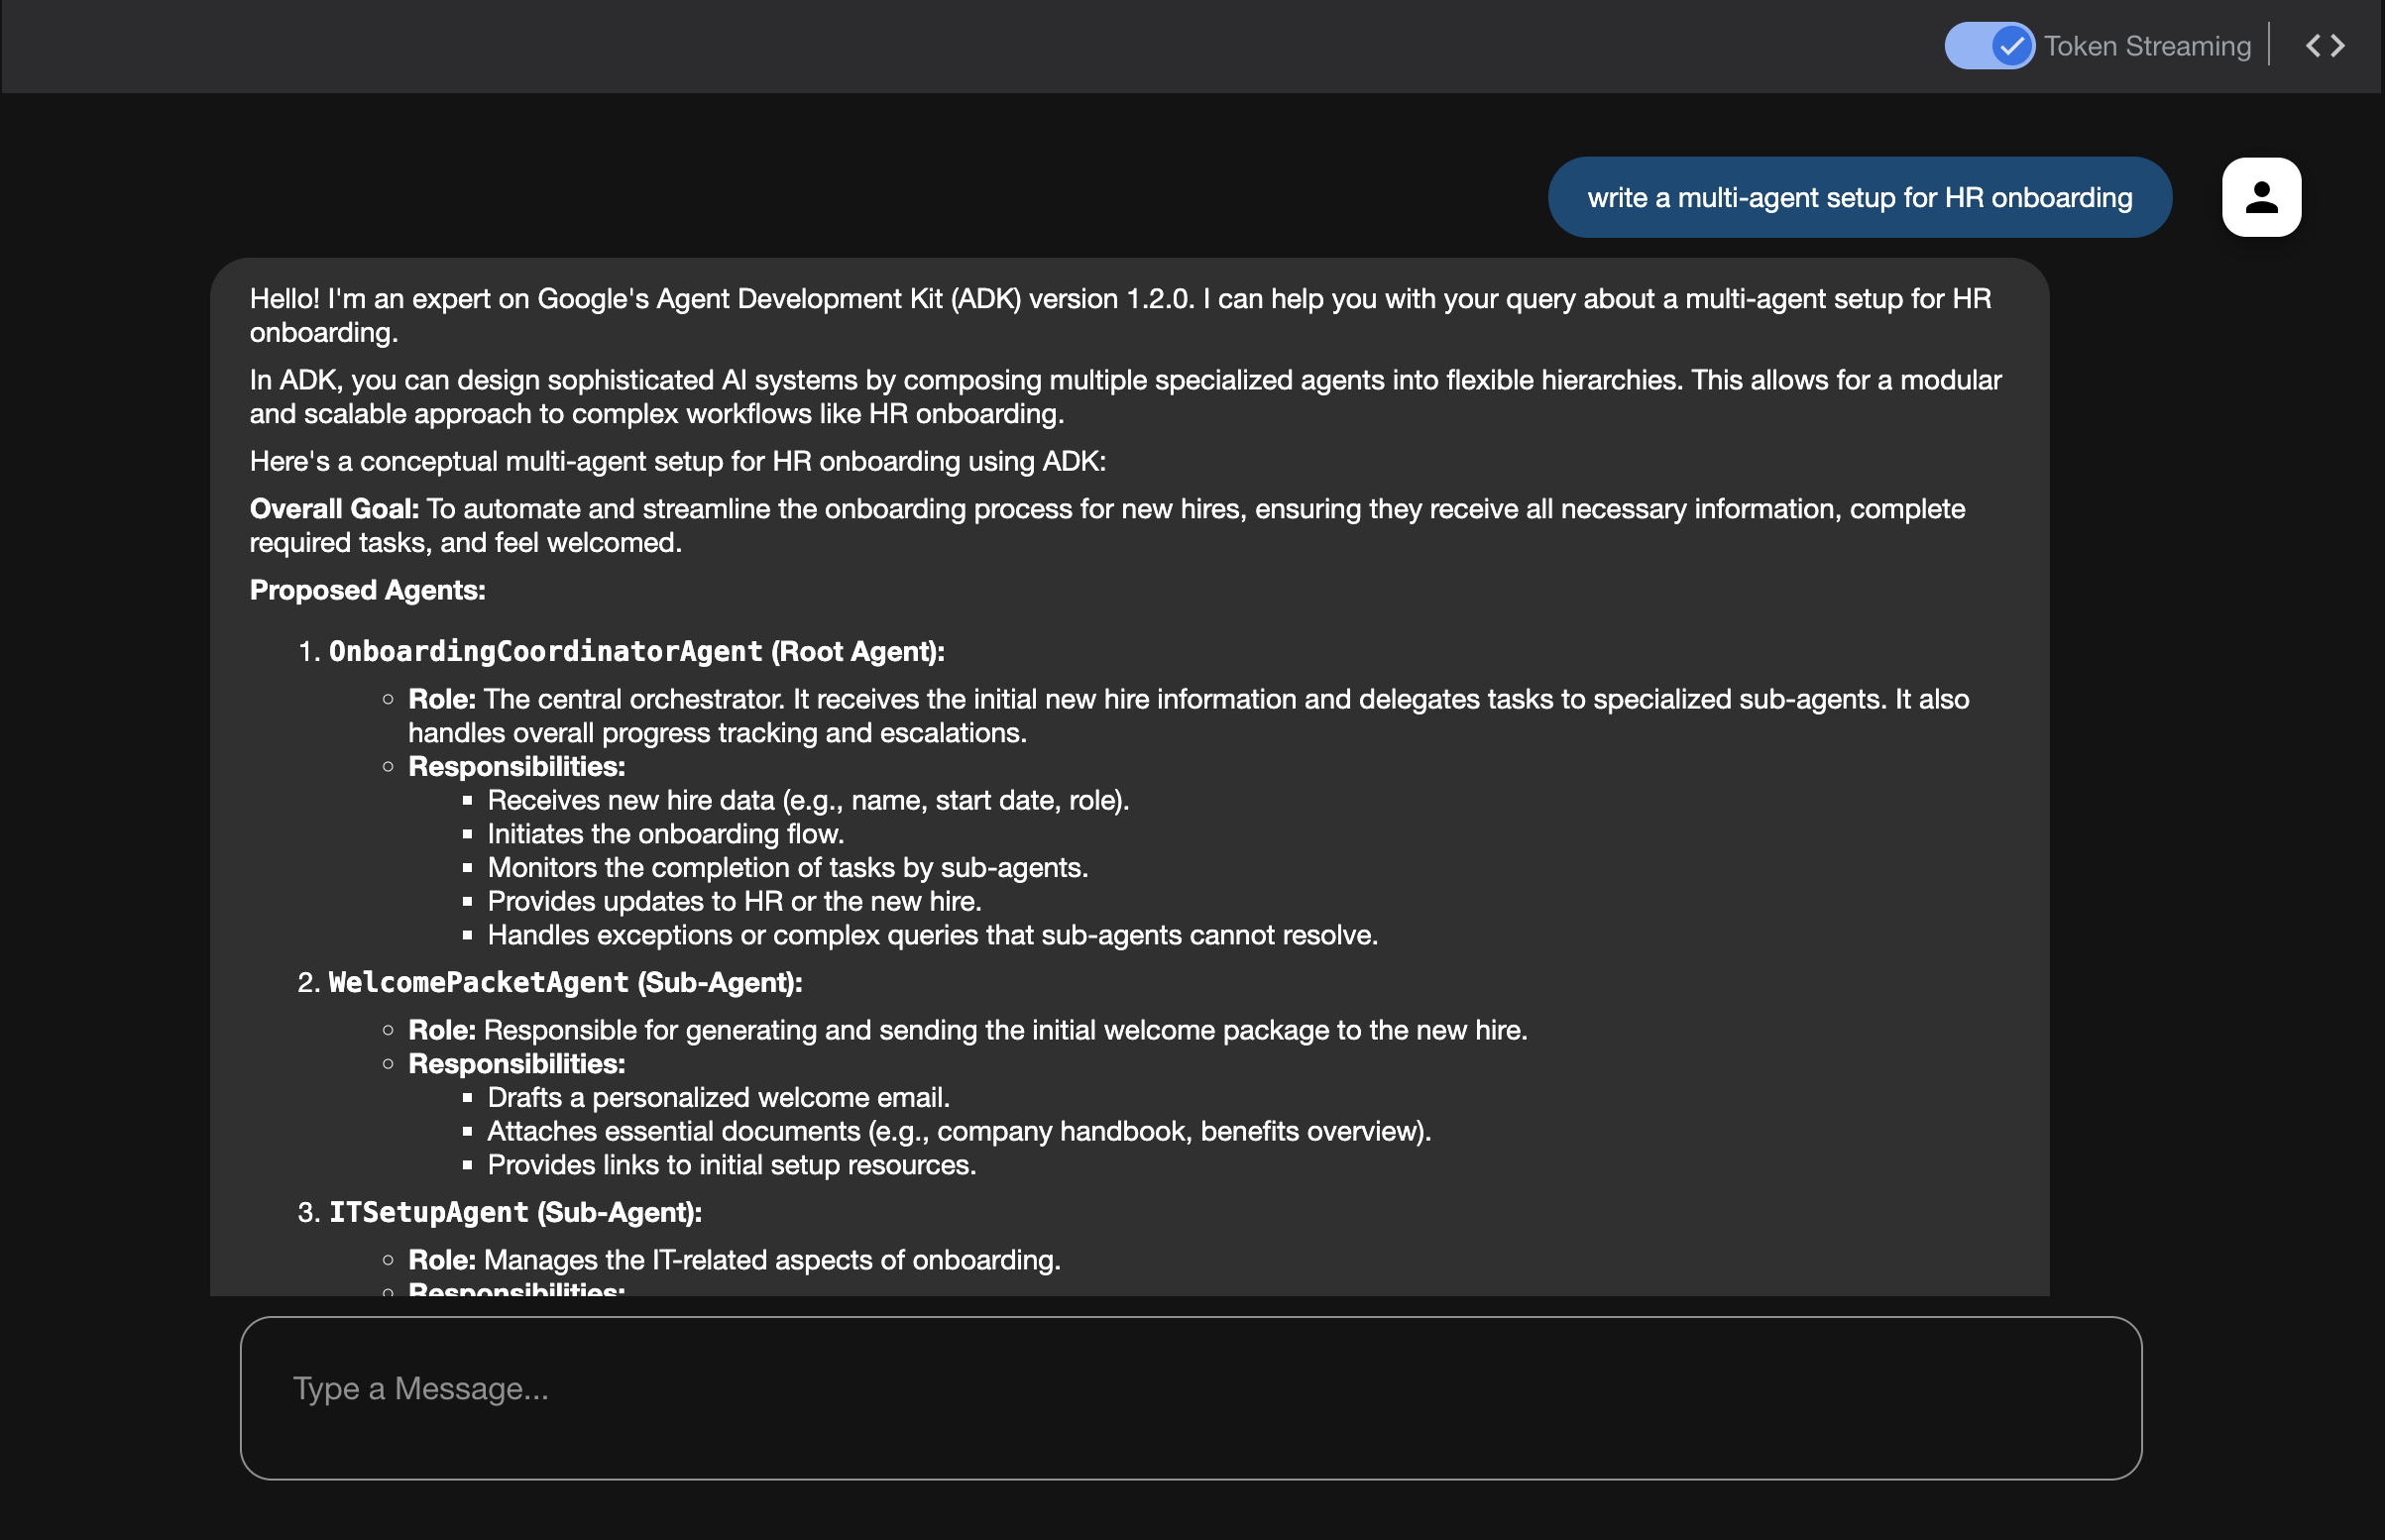 Token Streaming
write a multi-agent setup for HR onboarding
Hello! I'm an expert on Google's Agent Development Kit (ADK) version 1.2.0. I can help you with your query about a multi-agent setup for HR
onboarding.
In ADK, you can design sophisticated AI systems by composing multiple specialized agents into flexible hierarchies. This allows for a modular
and scalable approach to complex workflows like HR onboarding.
Here's a conceptual multi-agent setup for HR onboarding using ADK:
Overall Goal: To automate and streamline the onboarding process for new hires, ensuring they receive all necessary information, complete
required tasks, and feel welcomed.
Proposed Agents:
1. OnboardingCoordinatorAgent (Root Agent):
Role: The central orchestrator. It receives the initial new hire information and delegates tasks to specialized sub-agents. It also
handles overall progress tracking and escalations.
Responsibilities:
Receives new hire data (e.g., name, start date, role).
Initiates the onboarding flow.
Monitors the completion of tasks by sub-agents.
Provides updates to HR or the new hire.
Handles exceptions or complex queries that sub-agents cannot resolve.
2. WelcomePacketAgent (Sub-Agent):
Role: Responsible for generating and sending the initial welcome package to the new hire.
Responsibilities:
Drafts a personalized welcome email.
Attaches essential documents (e.g., company handbook, benefits overview).
Provides links to initial setup resources.
3. ITSetupAgent (Sub-Agent):
Role: Manages the IT-related aspects of onboarding.
Responsibilities:
Type a Message...